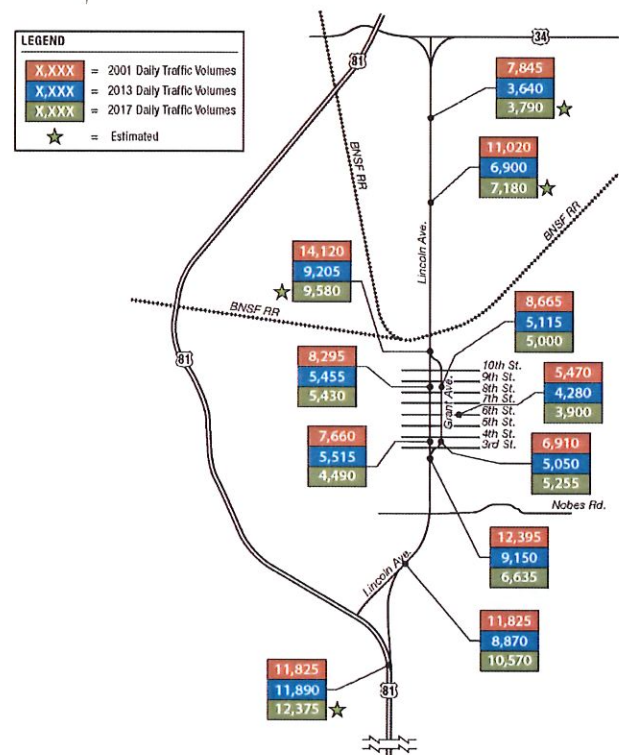 LEGEND
X,XXX = 2001 Daily Traffic Volumes
X,XXX = 2013 Daily Traffic Volumes
X,XXX = 2017 Daily Traffic Volumes
= Estimated
34
81
7,845
3,640
3,790
BNSF RR
11,020
6,900
7,180
Lincoln Ave.
BNSF RR
14,120
9,205
9,580
BNSF RR
8,665
5,115
5,000
81
8,295
5,455
5,430
10th St.
9th St.
8th St.
7th St.
6th St.
5th St.
4th St.
3rd St.
Grant Ave.
5,470
4,280
3,900
7,660
5,515
4,490
6,910
5,050
5,255
Nobes Rd.
12,395
9,150
6,635
Lincoln Ave.
11,825
8,870
10,570
11,825
11,890
12,375
81